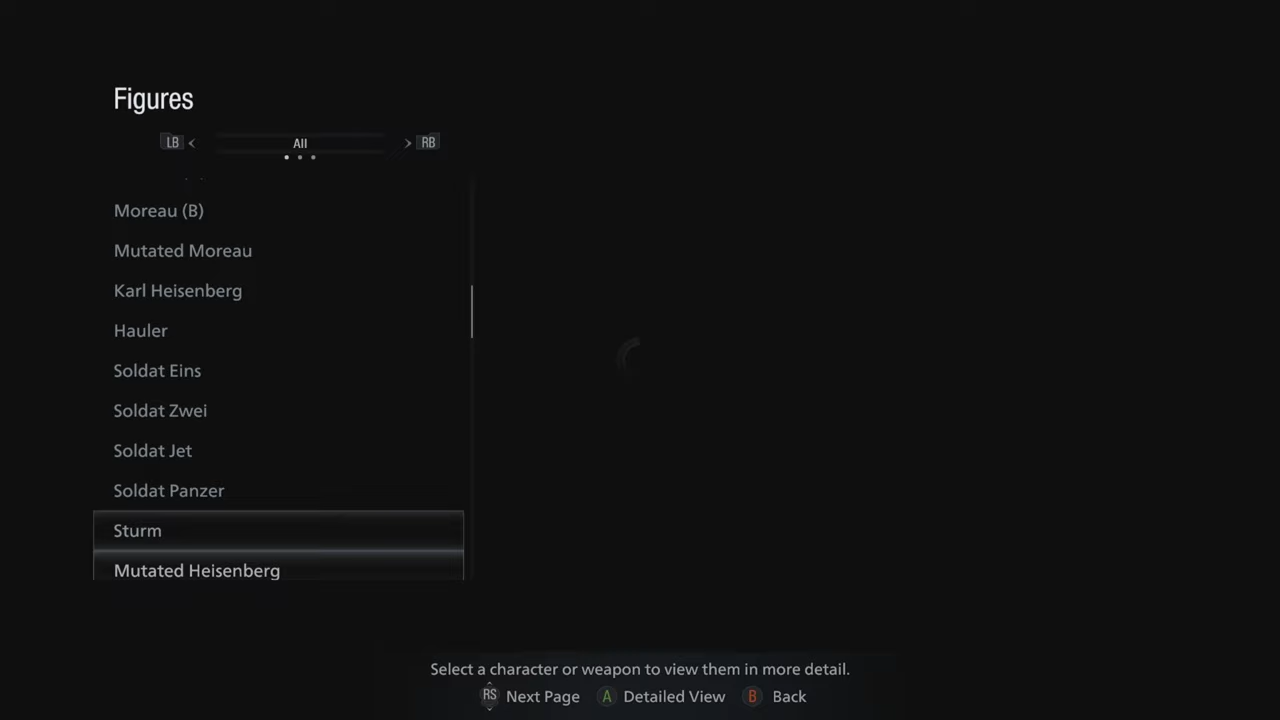 Figures
LB < All > RB
Moreau (B)
Mutated Moreau
Karl Heisenberg
Hauler
Soldat Eins
Soldat Zwei
Soldat Jet
Soldat Panzer
Sturm
Mutated Heisenberg
Select a character or weapon to view them in more detail.
RS Next Page A Detailed View B Back